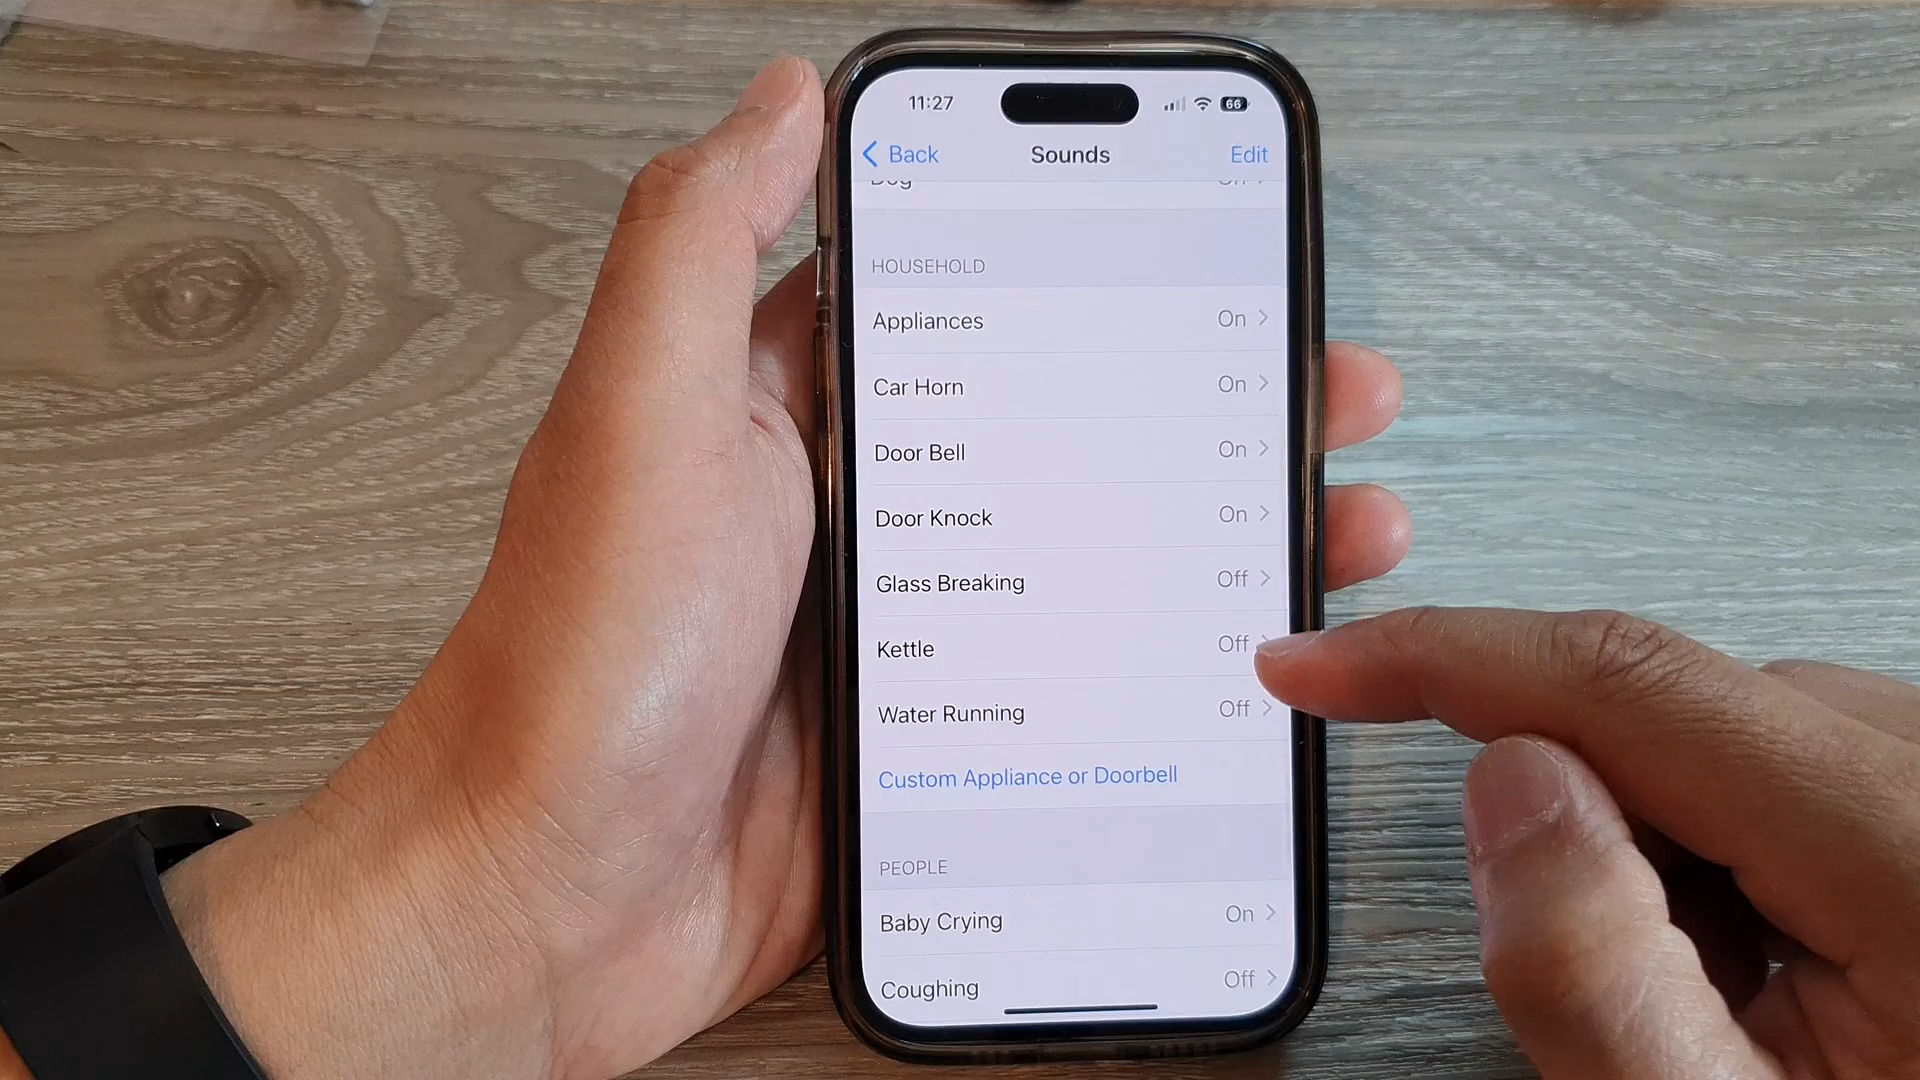 11:27
66
Back
Sounds
Edit
Dog
HOUSEHOLD
Appliances On
Car Horn On
Door Bell On
Door Knock On
Glass Breaking Off
Kettle Off
Water Running Off
Custom Appliance or Doorbell
PEOPLE
Baby Crying On
Coughing Off